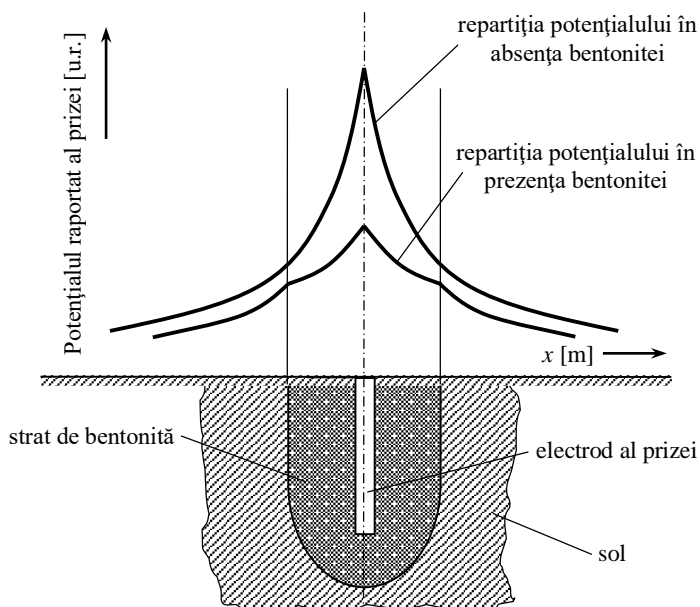 Potenţialul raportat al prizei [u.r.]
repartiţia potenţialului în
absenţa bentonitei
repartiţia potenţialului în
prezenţa bentonitei
x [m]
strat de bentonită
electrod al prizei
sol